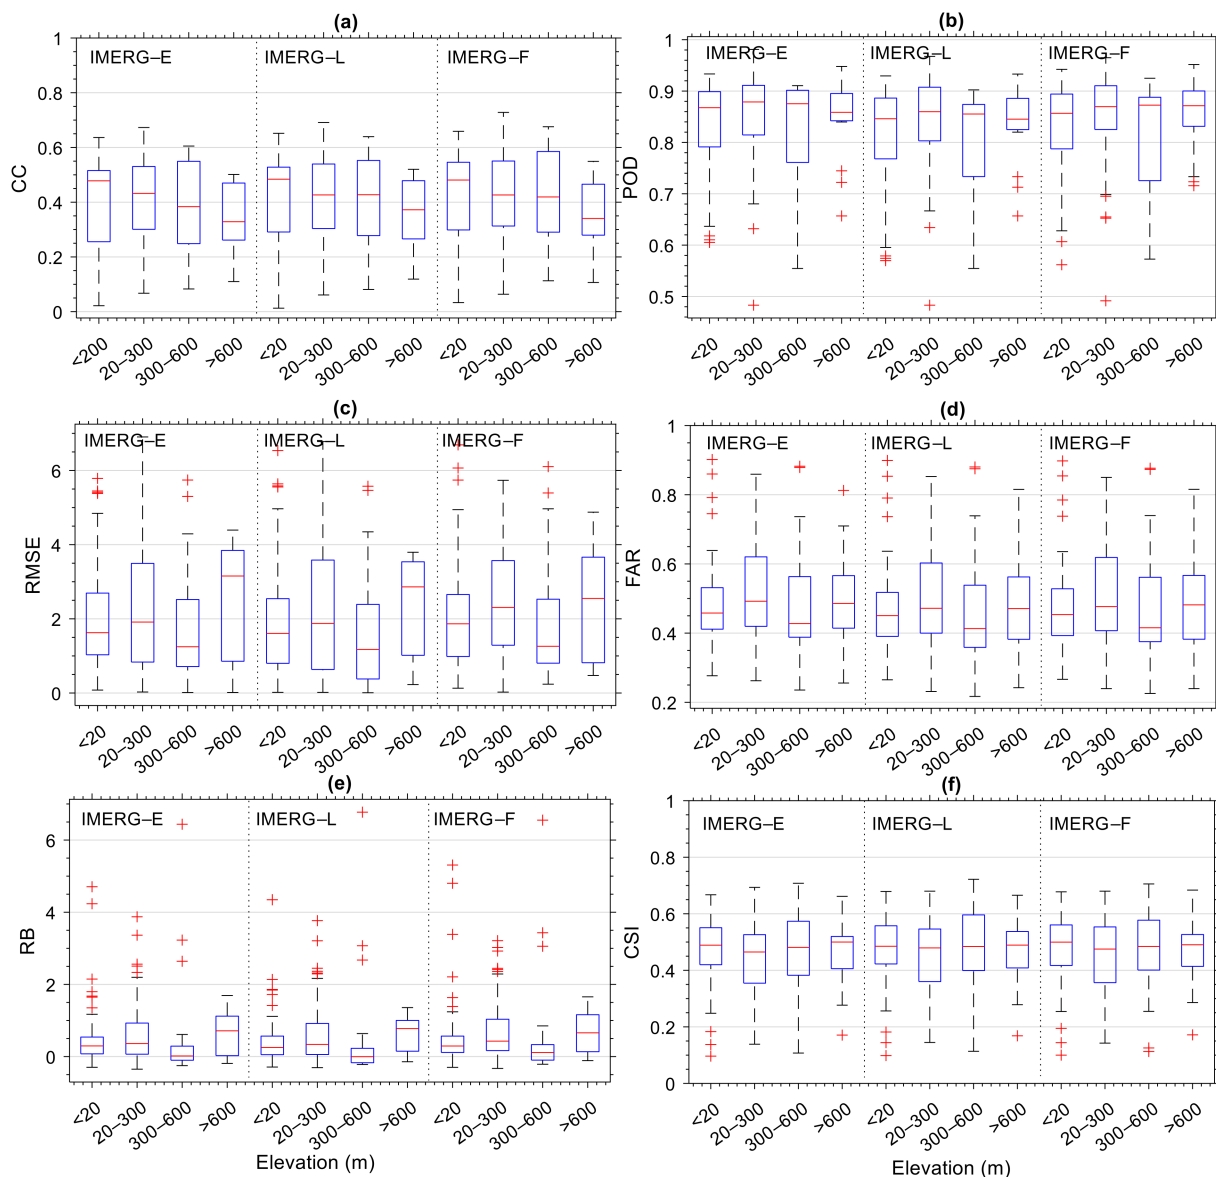 (a)
IMERG–E IMERG–L IMERG–F
1
0.8
0.6
0.4
0.2
0
CC
<200 20–300 300–600 >600 <20 20–300 300–600 >600 <20 20–300 300–600 >600
(b)
IMERG–E IMERG–L IMERG–F
1
0.9
0.8
0.7
0.6
0.5
POD
<20 20–300 300–600 >600 <20 20–300 300–600 >600 <20 20–300 300–600 >600
(c)
IMERG–E IMERG–L IMERG–F
6
4
2
0
RMSE
<20 20–300 300–600 >600 <20 20–300 300–600 >600 <20 20–300 300–600 >600
(d)
IMERG–E IMERG–L IMERG–F
1
0.8
0.6
0.4
0.2
FAR
<20 20–300 300–600 >600 <20 20–300 300–600 >600 <20 20–300 300–600 >600
(e)
IMERG–E IMERG–L IMERG–F
6
4
2
0
RB
<20 20–300 300–600 >600 <20 20–300 300–600 >600 <20 20–300 300–600 >600
Elevation (m)
(f)
IMERG–E IMERG–L IMERG–F
1
0.8
0.6
0.4
0.2
0
CSI
<20 20–300 300–600 >600 <20 20–300 300–600 >600 <20 20–300 300–600 >600
Elevation (m)